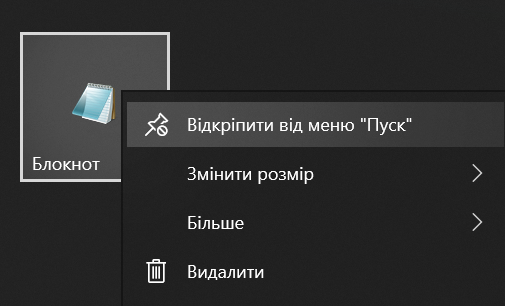 Відкріпити від меню "Пуск"
Блокнот
Змінити розмір
Більше
Видалити